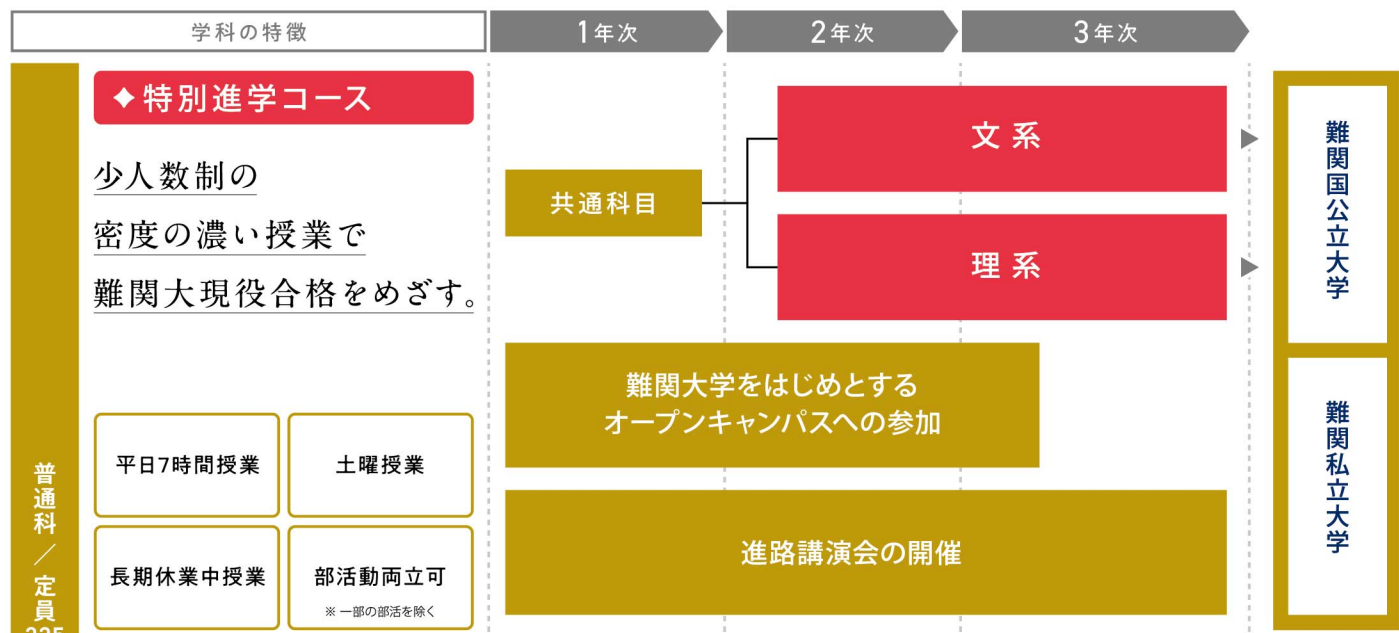 学科の特徴
1年次
2年次
3年次
普通科／定員
◆特別進学コース
少人数制の
密度の濃い授業で
難関大現役合格をめざす。
平日7時間授業
土曜授業
長期休業中授業
部活動両立可
※一部の部活を除く
共通科目
文系
理系
難関大学をはじめとする
オープンキャンパスへの参加
進路講演会の開催
難関国公立大学
難関私立大学